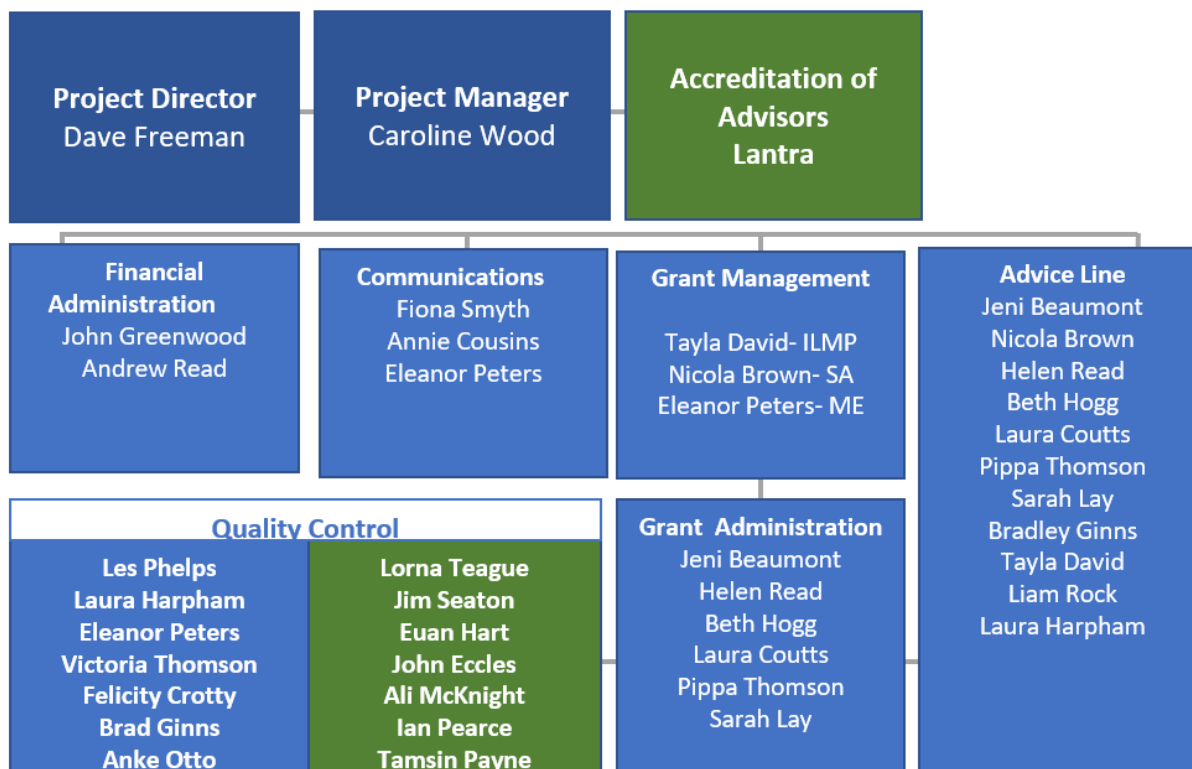 Project Director
Dave Freeman
Project Manager
Caroline Wood
Accreditation of
Advisors
Lantra
Financial
Administration
John Greenwood
Andrew Read
Communications
Fiona Smyth
Annie Cousins
Eleanor Peters
Grant Management
Tayla David- ILMP
Nicola Brown- SA
Eleanor Peters- ME
Advice Line
Jeni Beaumont
Nicola Brown
Helen Read
Beth Hogg
Laura Coutts
Pippa Thomson
Sarah Lay
Bradley Ginns
Tayla David
Liam Rock
Laura Harpham
Quality Control
Les Phelps
Laura Harpham
Eleanor Peters
Victoria Thomson
Felicity Crotty
Brad Ginns
Anke Otto
Lorna Teague
Jim Seaton
Euan Hart
John Eccles
Ali McKnight
Ian Pearce
Tamsin Payne
Grant  Administration
Jeni Beaumont
Helen Read
Beth Hogg
Laura Coutts
Pippa Thomson
Sarah Lay